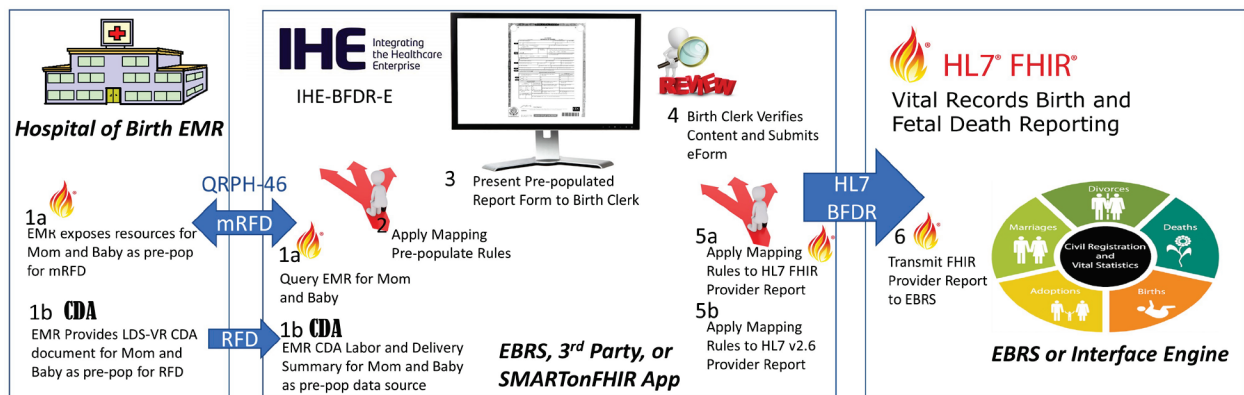 Hospital of Birth EMR
1a
EMR exposes resources for
Mom and Baby as pre-pop
for mRFD
1b CDA
EMR Provides LDS-VR CDA
document for Mom and
Baby as pre-pop for RFD
QRPH-46
mRFD
RFD
IHE
Integrating
the Healthcare
Enterprise
IHE-BFDR-E
1a
Query EMR for Mom
and Baby
1b CDA
EMR CDA Labor and Delivery
Summary for Mom and Baby
as pre-pop data source
2 Apply Mapping
Pre-populate Rules
3 Present Pre-populated
Report Form to Birth Clerk
REVIEW
4 Birth Clerk Verifies
Content and Submits
eForm
5a
Apply Mapping
Rules to HL7 FHIR
Provider Report
5b
Apply Mapping
Rules to HL7 v2.6
Provider Report
EBRS, 3rd Party, or
SMARTonFHIR App
HL7
BFDR
HL7® FHIR®
Vital Records Birth and
Fetal Death Reporting
6
Transmit FHIR
Provider Report
to EBRS
Divorces
Marriages
Deaths
Civil Registration
and
Vital Statistics
Adoptions
Births
EBRS or Interface Engine